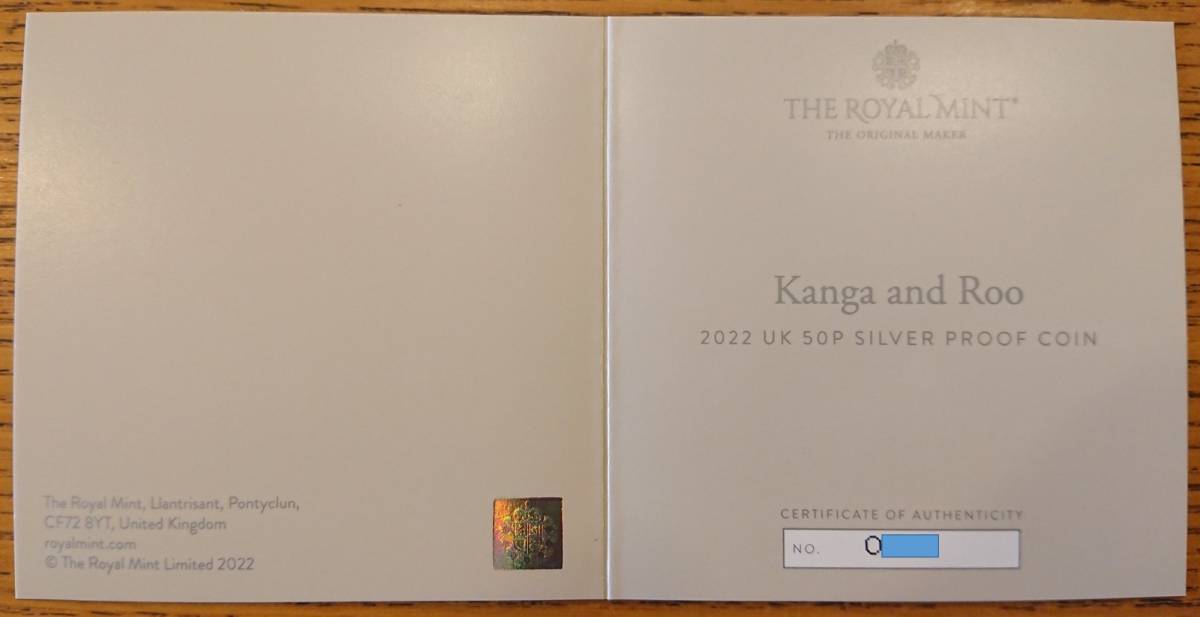 The Royal Mint, Llantrisant, Pontyclun,
CF72 8YT, United Kingdom
royalmint.com
© The Royal Mint Limited 2022
THE ROYAL MINT®
THE ORIGINAL MAKER
Kanga and Roo
2022 UK 50P SILVER PROOF COIN
CERTIFICATE OF AUTHENTICITY
NO. 0